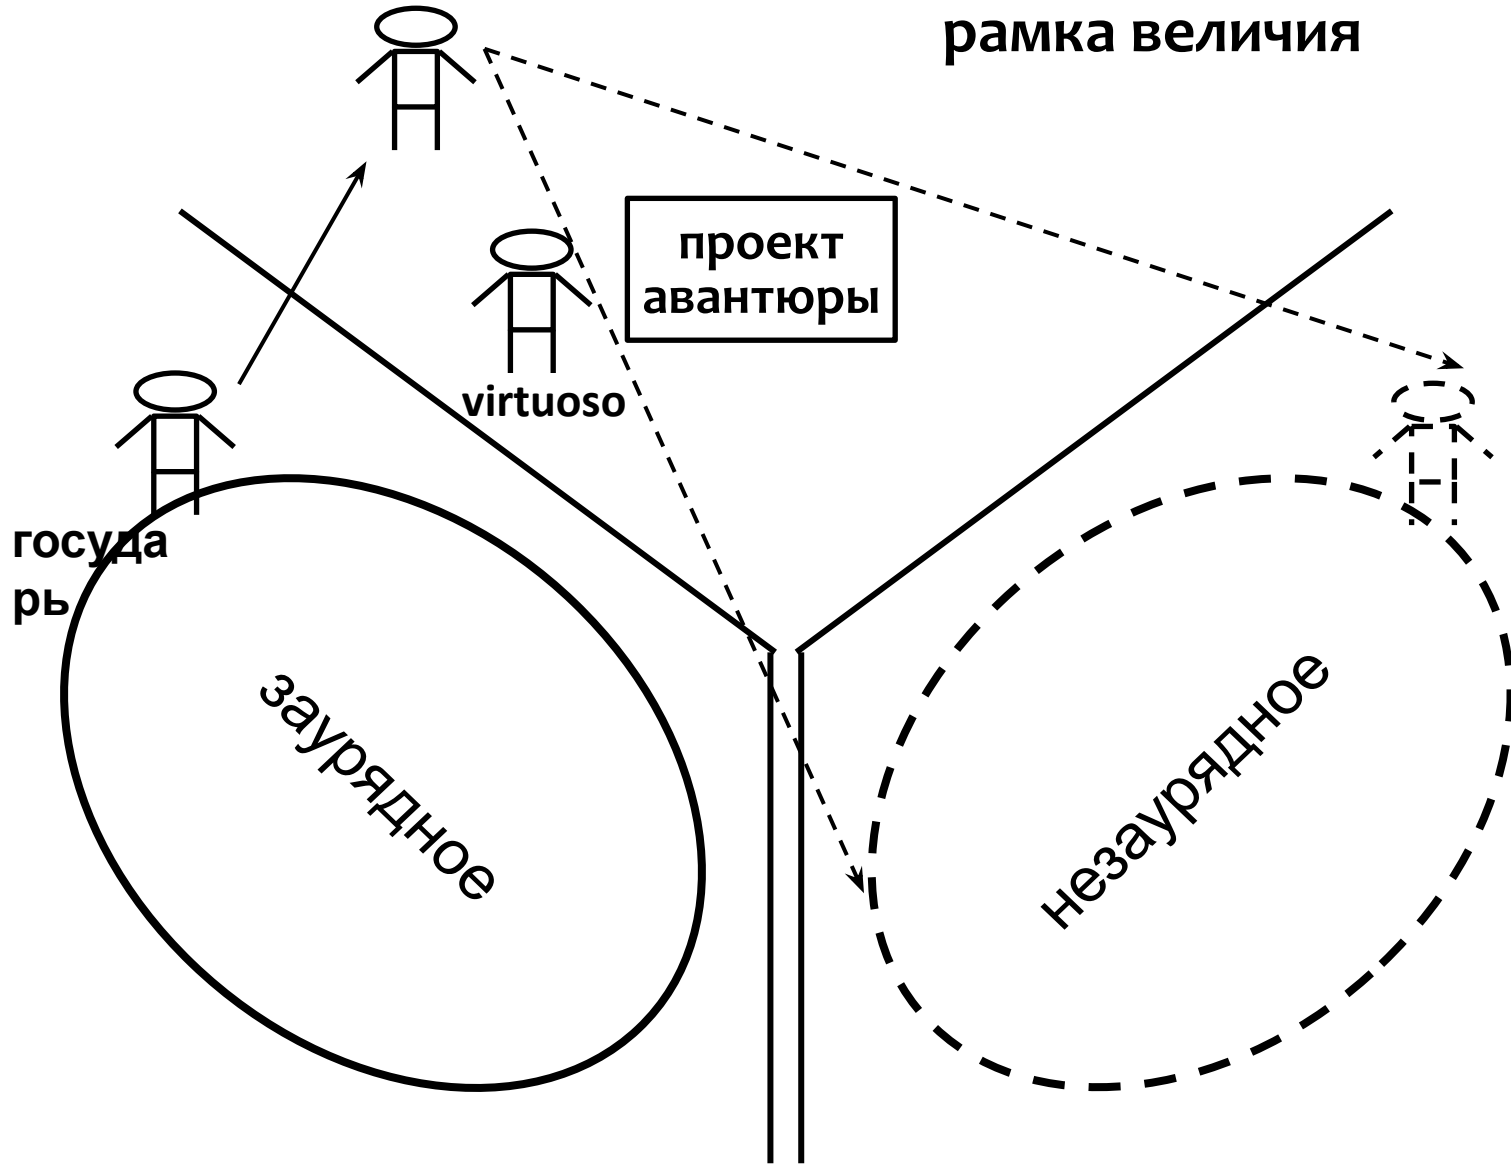 рамка величия
проект
авантюры
virtuoso
госуда
рь
заурядное
незаурядное